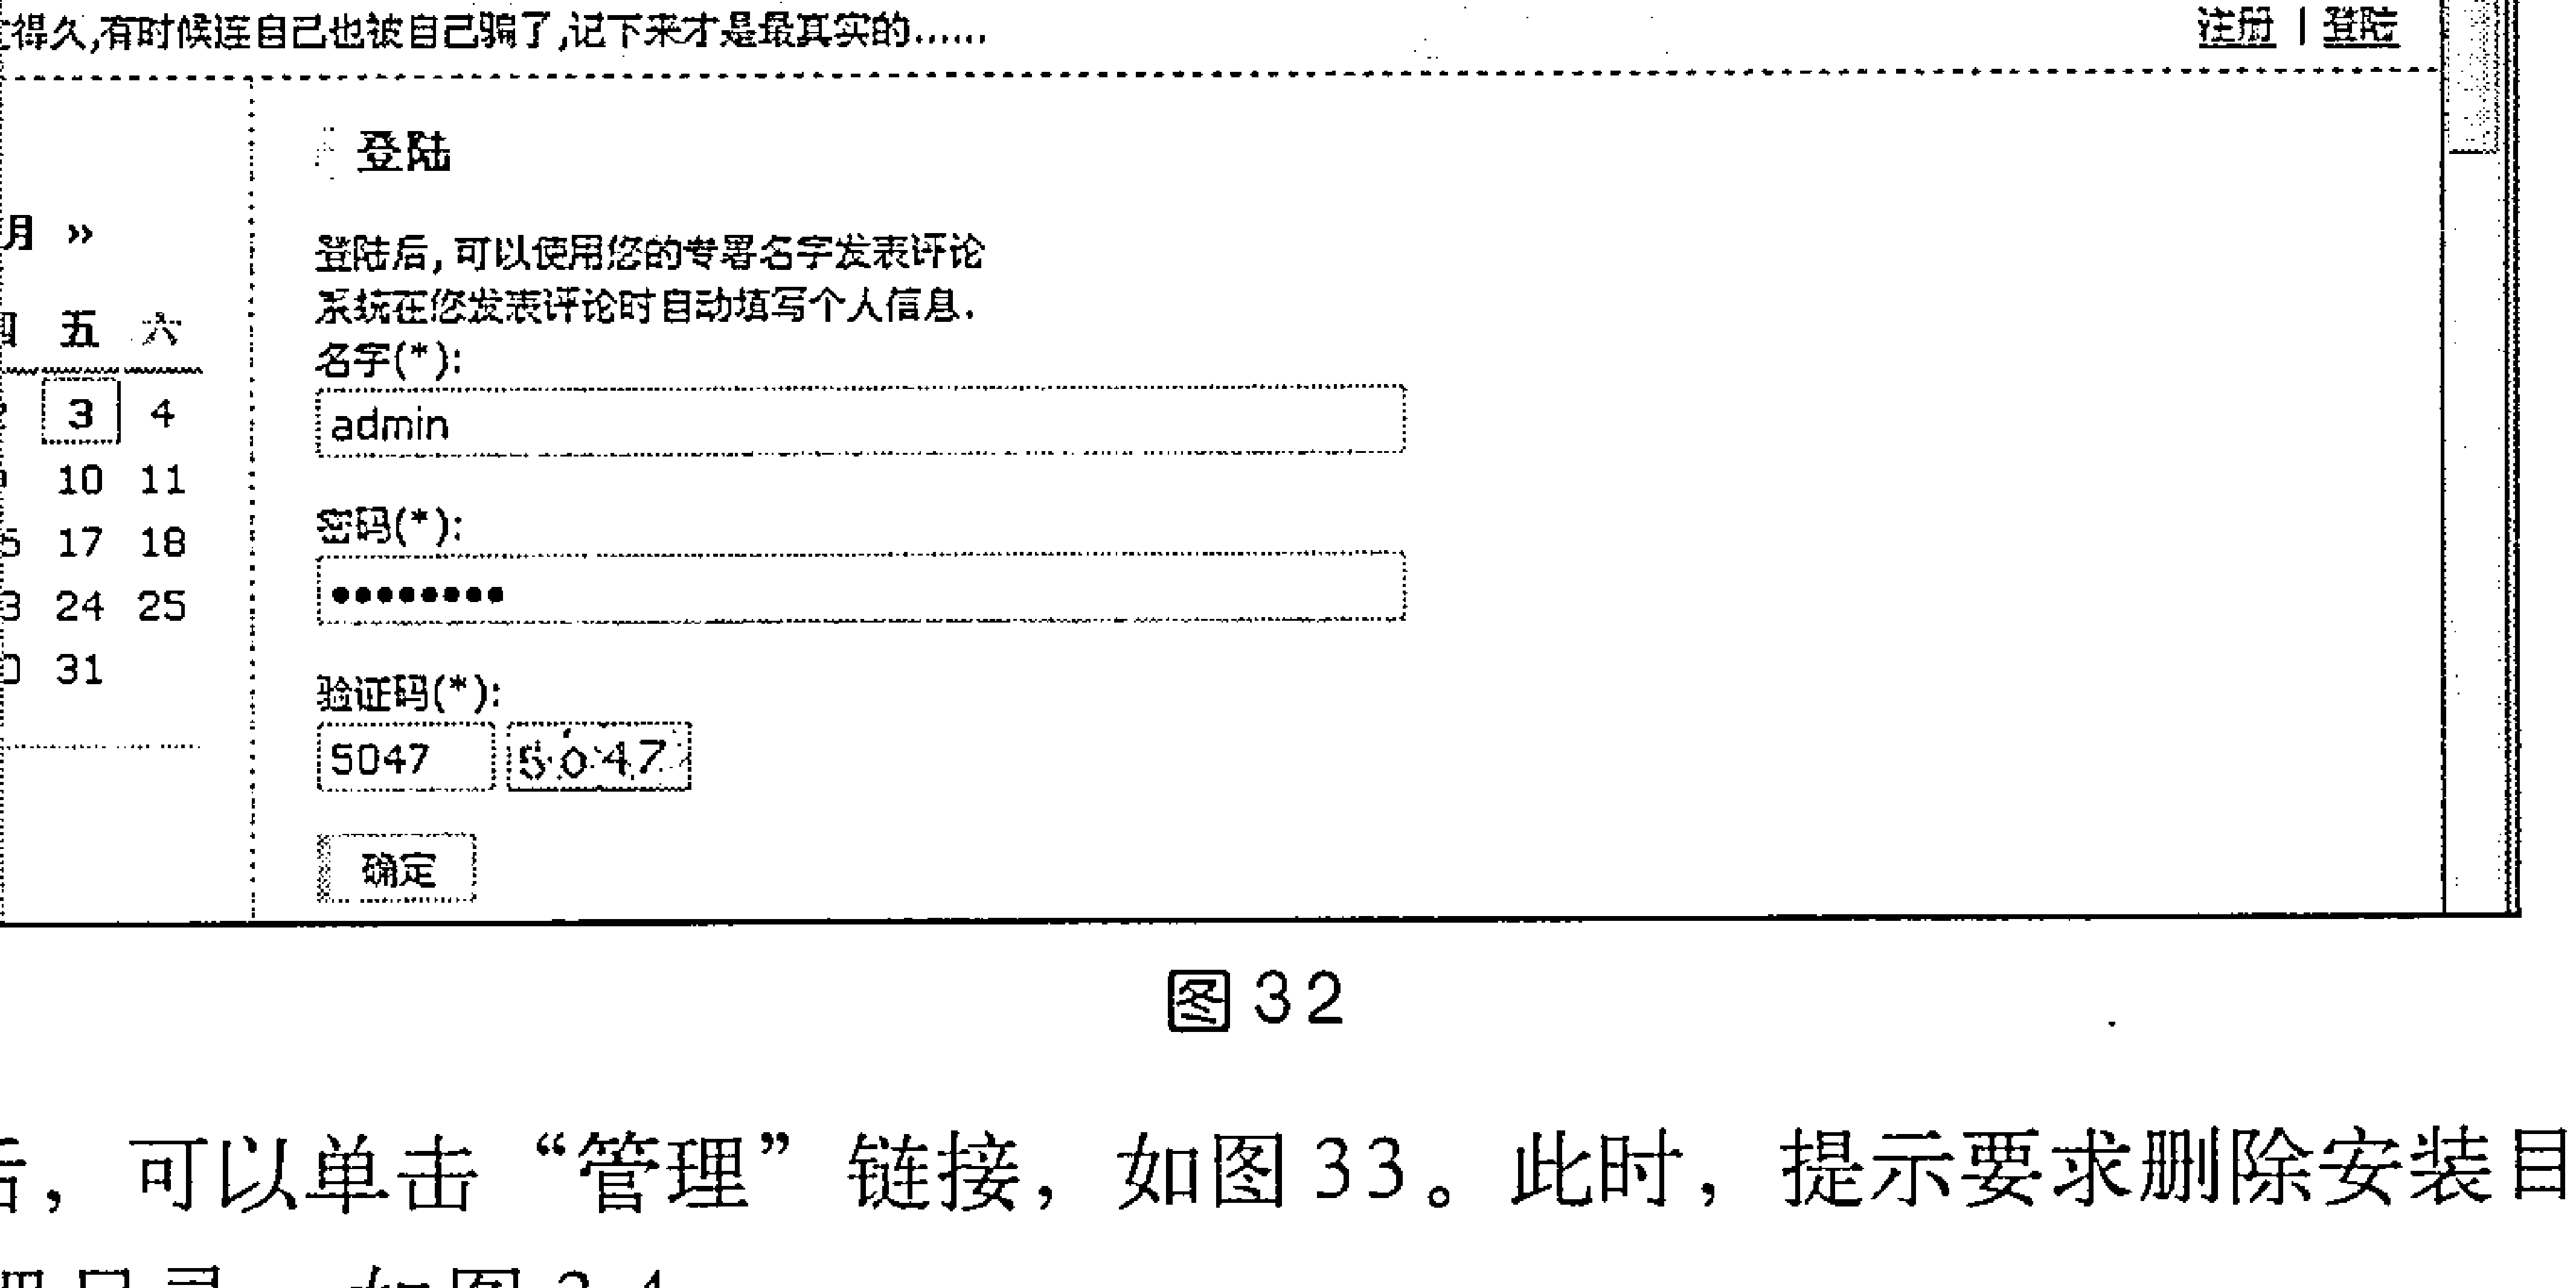 得久,有时候连自己也被自己骗了,记下来才是最真实的......
注册 | 登陆
登陆
月 »
登陆后,可以使用您的专署名字发表评论
系统在您发表评论时自动填写个人信息.
五 六
名字(*):
3 4
admin
10 11
密码(*):
17 18
••••••••
24 25
31
验证码(*):
5047 5047
确定
图32
后，可以单击“管理”链接，如图33。此时，提示要求删除安装目